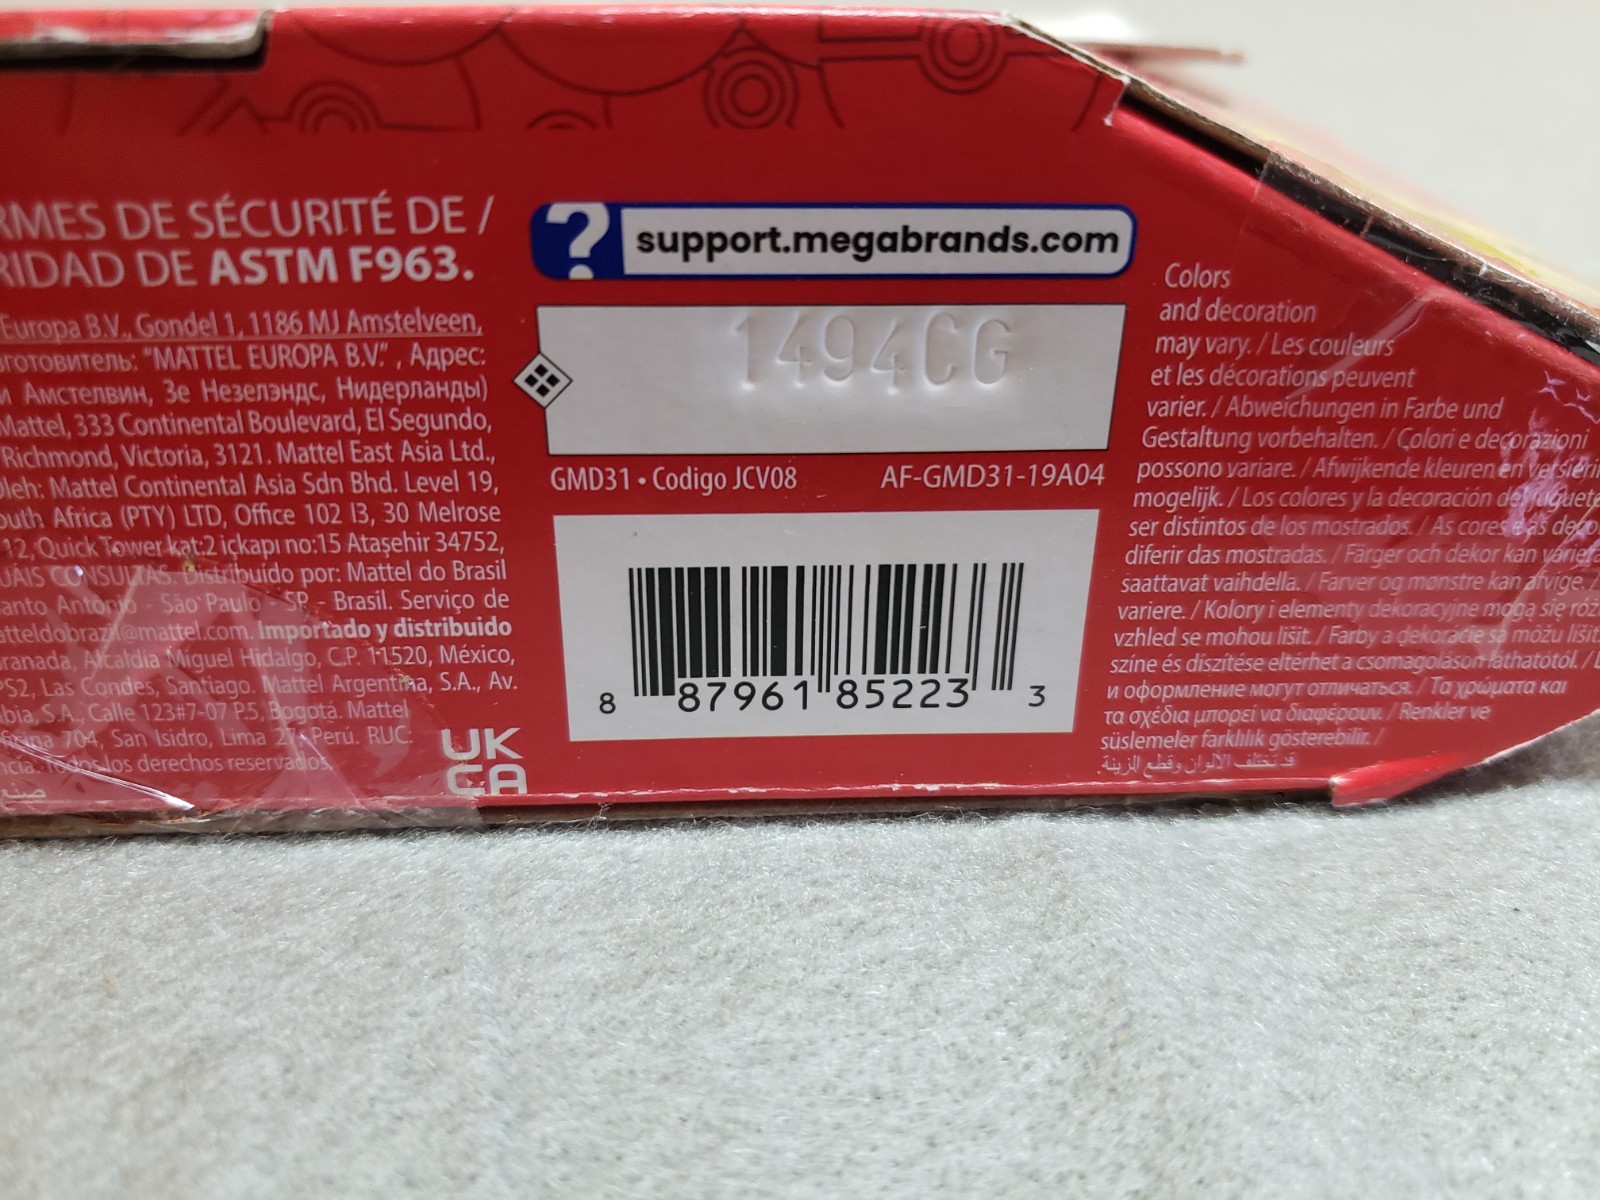 RMES DE SÉCURITÉ DE /
RIDAD DE ASTM F963.
Europa B.V., Gondel 1, 1186 MJ Amstelveen,
зготовитель: "MATTEL EUROPA B.V." , Адрес:
и Амстелвин, Зе Незелэндс, Нидерланды)
Mattel, 333 Continental Boulevard, El Segundo,
Richmond, Victoria, 3121. Mattel East Asia Ltd.,
oleh: Mattel Continental Asia Sdn Bhd. Level 19,
outh Africa (PTY) LTD, Office 102 I3, 30 Melrose
12, Quick Tower kat:2 içkapı no:15 Ataşehir 34752,
UAIS CONSULTAS. Distribuído por: Mattel do Brasil
anto Antônio - São Paulo - SP - Brasil. Serviço de
atteldobrazil@mattel.com. Importado y distribuido
ranada, Alcaldía Miguel Hidalgo, C.P. 11520, México,
PS2, Las Condes, Santiago. Mattel Argentina, S.A., Av.
bia, S.A., Calle 123#7-07 P.5, Bogotá. Mattel
ficina 704, San Isidro, Lima 27, Perú. RUC:
ncia. Todos los derechos reservados.
صنع
UK
CA
? support.megabrands.com
1494CG
GMD31 • Codigo JCV08 AF-GMD31-19A04
8 87961 85223 3
Colors
and decoration
may vary. / Les couleurs
et les décorations peuvent
varier. / Abweichungen in Farbe und
Gestaltung vorbehalten. / Colori e decorazioni
possono variare. / Afwijkende kleuren en versierin
mogelijk. / Los colores y la decoración del juguete
ser distintos de los mostrados. / As cores e as deco
diferir das mostradas. / Färger och dekor kan variera
saattavat vaihdella. / Farver og mønstre kan afvige. /
variere. / Kolory i elementy dekoracyjne mogą się róż
vzhled se mohou lišit. / Farby a dekorácie sa môžu líšiť
színe és díszítése eltérhet a csomagoláson láthatótól. /
и оформление могут отличаться. / Τα χρώματα και
τα σχέδια μπορεί να διαφέρουν. / Renkler ve
süslemeler farklılık gösterebilir. /
قد تختلف الألوان وقطع الزينة.